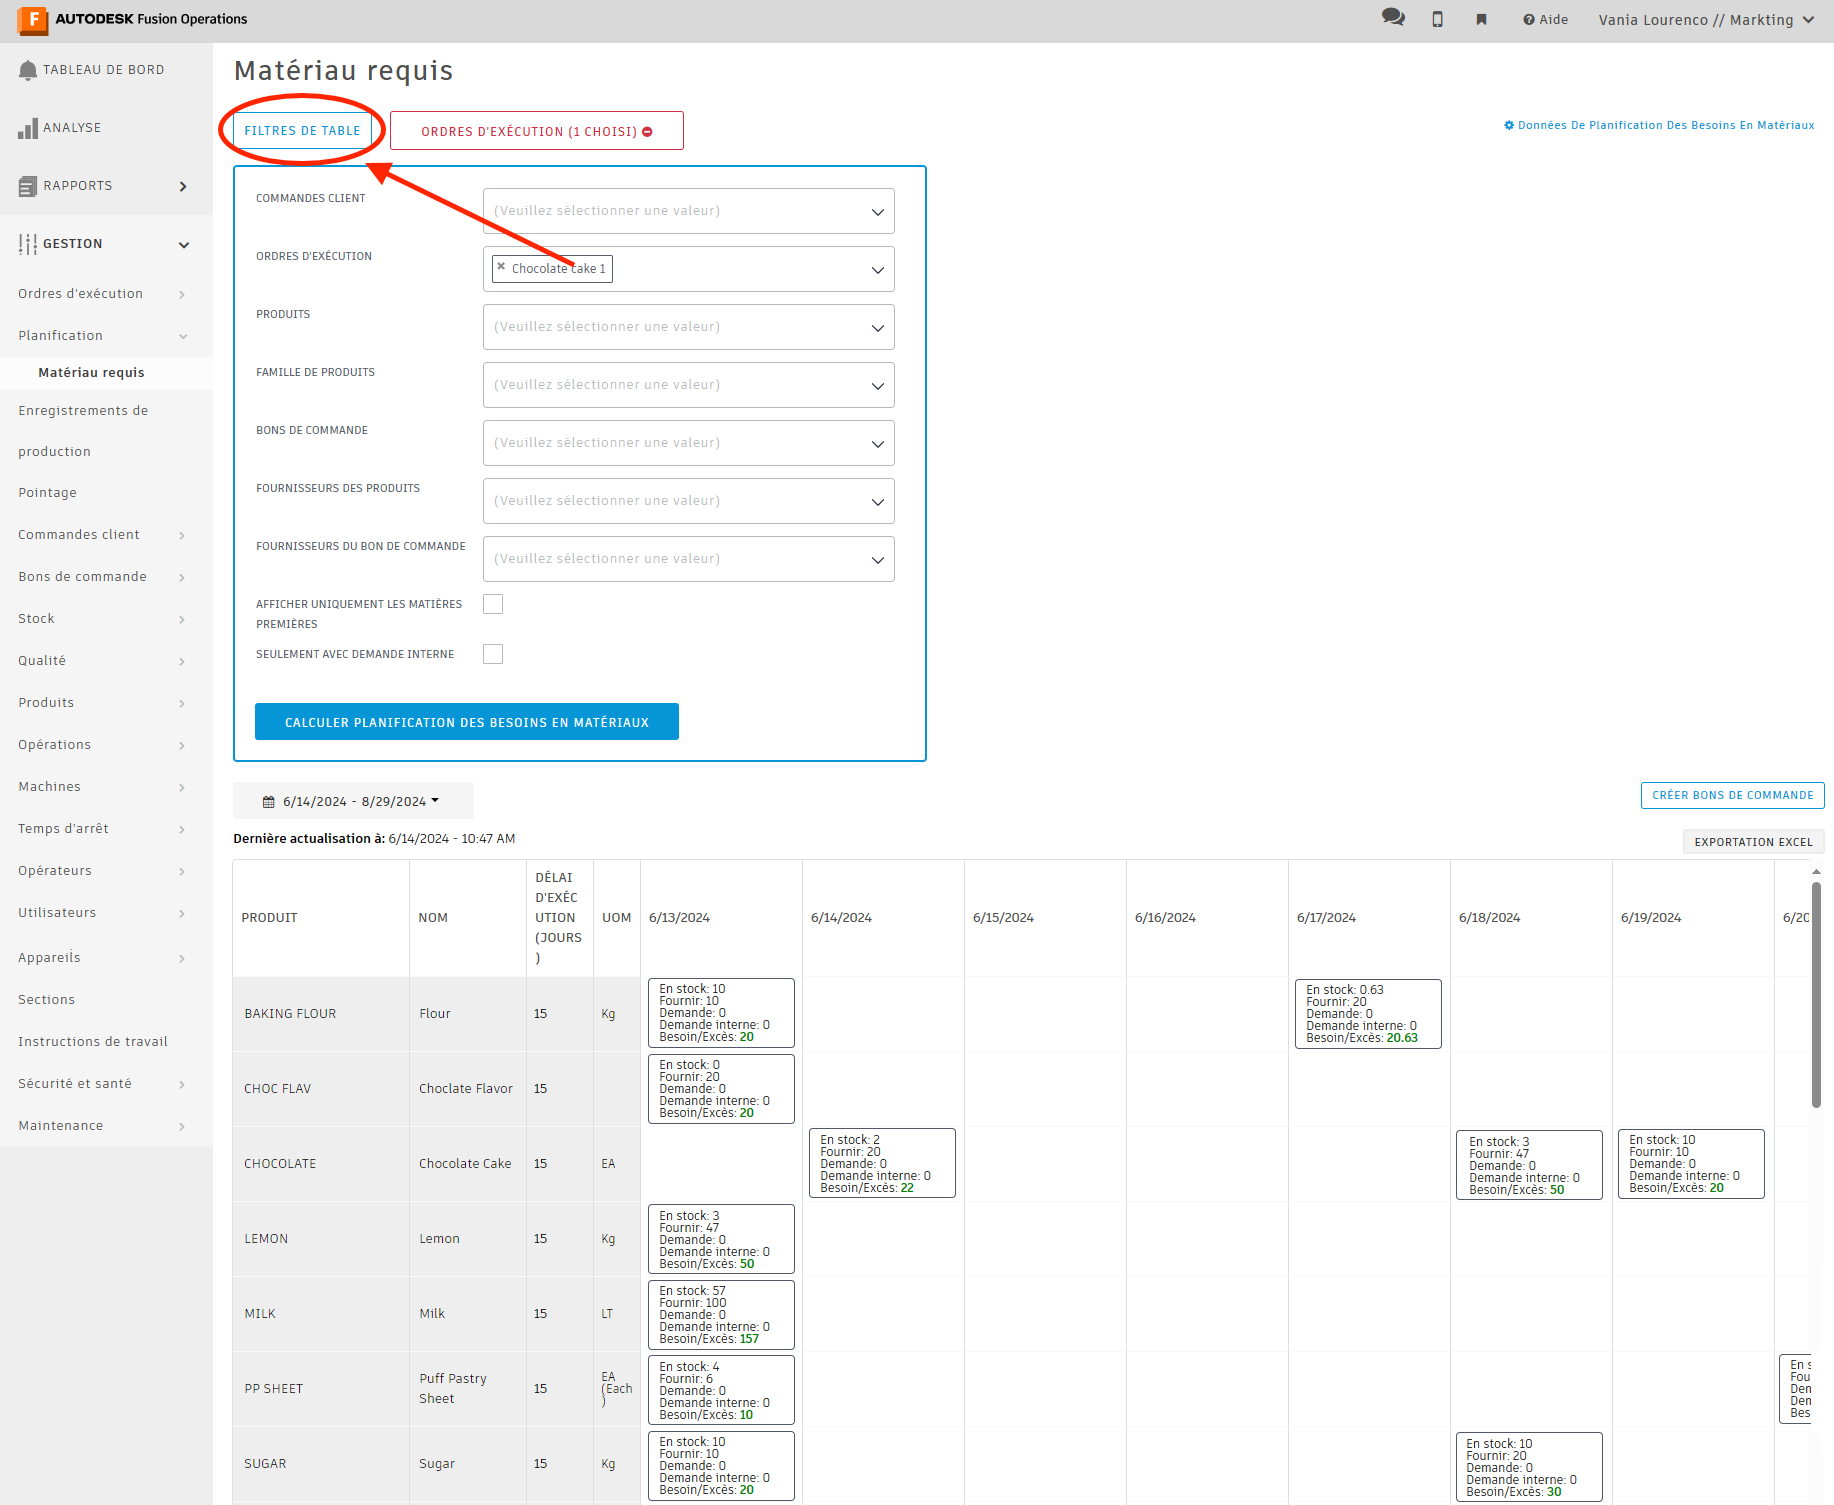 F AUTODESK Fusion Operations
Aide
Vania Lourenco // Markting
TABLEAU DE BORD
ANALYSE
RAPPORTS
GESTION
Ordres d'exécution
Planification
Matériau requis
Enregistrements de
production
Pointage
Commandes client
Bons de commande
Stock
Qualité
Produits
Opérations
Machines
Temps d'arrêt
Opérateurs
Utilisateurs
Appareils
Sections
Instructions de travail
Sécurité et santé
Maintenance
Matériau requis
FILTRES DE TABLE
ORDRES D'EXÉCUTION (1 CHOISI)
Données De Planification Des Besoins En Matériaux
COMMANDES CLIENT
(Veuillez sélectionner une valeur)
ORDRES D'EXÉCUTION
× Chocolate cake 1
PRODUITS
(Veuillez sélectionner une valeur)
FAMILLE DE PRODUITS
(Veuillez sélectionner une valeur)
BONS DE COMMANDE
(Veuillez sélectionner une valeur)
FOURNISSEURS DES PRODUITS
(Veuillez sélectionner une valeur)
FOURNISSEURS DU BON DE COMMANDE
(Veuillez sélectionner une valeur)
AFFICHER UNIQUEMENT LES MATIÈRES
PREMIÈRES
SEULEMENT AVEC DEMANDE INTERNE
CALCULER PLANIFICATION DES BESOINS EN MATÉRIAUX
6/14/2024 - 8/29/2024
CRÉER BONS DE COMMANDE
Dernière actualisation à: 6/14/2024 - 10:47 AM
EXPORTATION EXCEL
PRODUIT
NOM
DÉLAI
D'EXÉC
UTION
(JOURS
)
UOM
6/13/2024
6/14/2024
6/15/2024
6/16/2024
6/17/2024
6/18/2024
6/19/2024
6/20
BAKING FLOUR
Flour
15
Kg
En stock: 10
Fournir: 10
Demande: 0
Demande interne: 0
Besoin/Excès: 20
En stock: 0.63
Fournir: 20
Demande: 0
Demande interne: 0
Besoin/Excès: 20.63
CHOC FLAV
Choclate Flavor
15
En stock: 0
Fournir: 20
Demande: 0
Demande interne: 0
Besoin/Excès: 20
CHOCOLATE
Chocolate Cake
15
EA
En stock: 2
Fournir: 20
Demande: 0
Demande interne: 0
Besoin/Excès: 22
En stock: 3
Fournir: 47
Demande: 0
Demande interne: 0
Besoin/Excès: 50
En stock: 10
Fournir: 10
Demande: 0
Demande interne: 0
Besoin/Excès: 20
LEMON
Lemon
15
Kg
En stock: 3
Fournir: 47
Demande: 0
Demande interne: 0
Besoin/Excès: 50
MILK
Milk
15
LT
En stock: 57
Fournir: 100
Demande: 0
Demande interne: 0
Besoin/Excès: 157
PP SHEET
Puff Pastry
Sheet
15
EA
(Each
)
En stock: 4
Fournir: 6
Demande: 0
Demande interne: 0
Besoin/Excès: 10
En s
Fou
Dem
Dem
Bes
SUGAR
Sugar
15
Kg
En stock: 10
Fournir: 10
Demande: 0
Demande interne: 0
Besoin/Excès: 20
En stock: 10
Fournir: 20
Demande: 0
Demande interne: 0
Besoin/Excès: 30